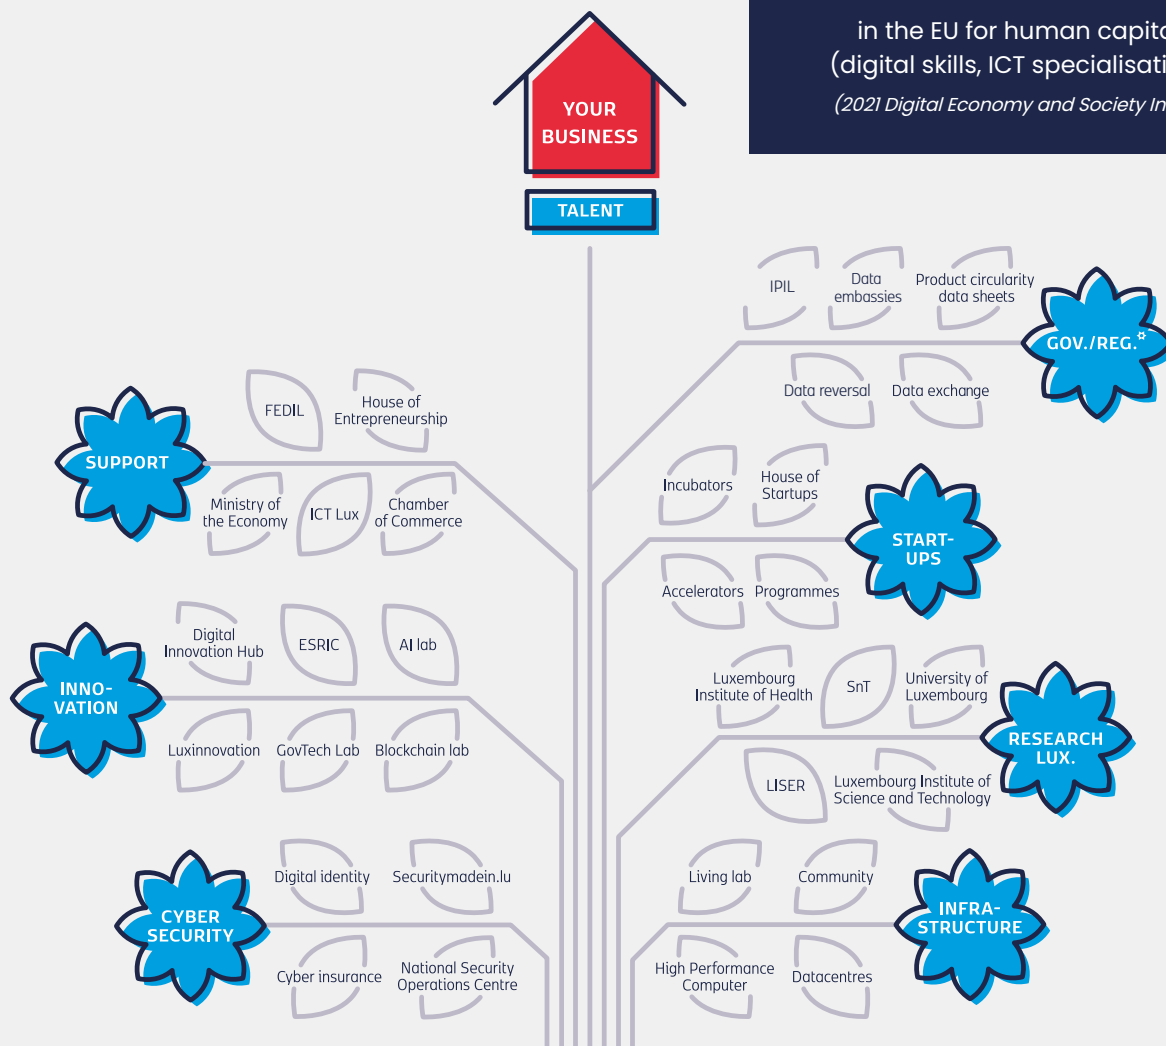 in the EU for human
(digital skills, ICT
(2021 Digital Economy and Society
YOUR
BUSINESS
TALENT
IPIL
Data
embassies
Product circularity
data sheets
GOV./REG.*
Data reversal
Data exchange
FEDIL
House of
Entrepreneurship
SUPPORT
Ministry of
the Economy
ICT Lux
Chamber
of Commerce
Incubators
House of
Startups
START-
UPS
Accelerators
Programmes
Digital
Innovation Hub
ESRIC
AI lab
INNO-
VATION
Luxinnovation
GovTech Lab
Blockchain lab
Luxembourg
Institute of Health
SnT
University of
Luxembourg
RESEARCH
LUX.
LISER
Luxembourg Institute of
Science and Technology
Digital identity
Securitymadein.lu
CYBER
SECURITY
Cyber insurance
National Security
Operations Centre
Living lab
Community
INFRA-
STRUCTURE
High Performance
Computer
Datacentres